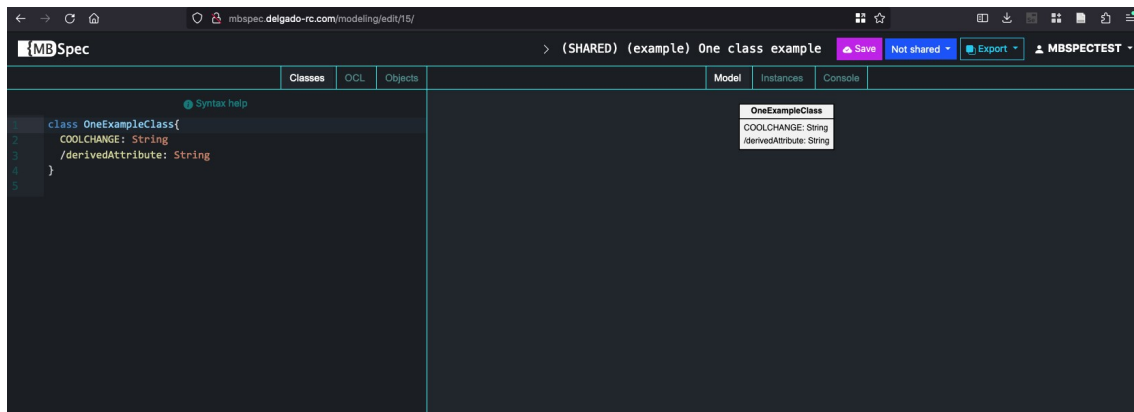 mbspec.delgado-rc.com/modeling/edit/15/
{MB}Spec
> (SHARED) (example) One class example
Save
Not shared
Export
MBSPECTEST
Classes
OCL
Objects
Model
Instances
Console
Syntax help
1 class OneExampleClass{
2 COOLCHANGE: String
3 /derivedAttribute: String
4 }
5
OneExampleClass
COOLCHANGE: String
/derivedAttribute: String